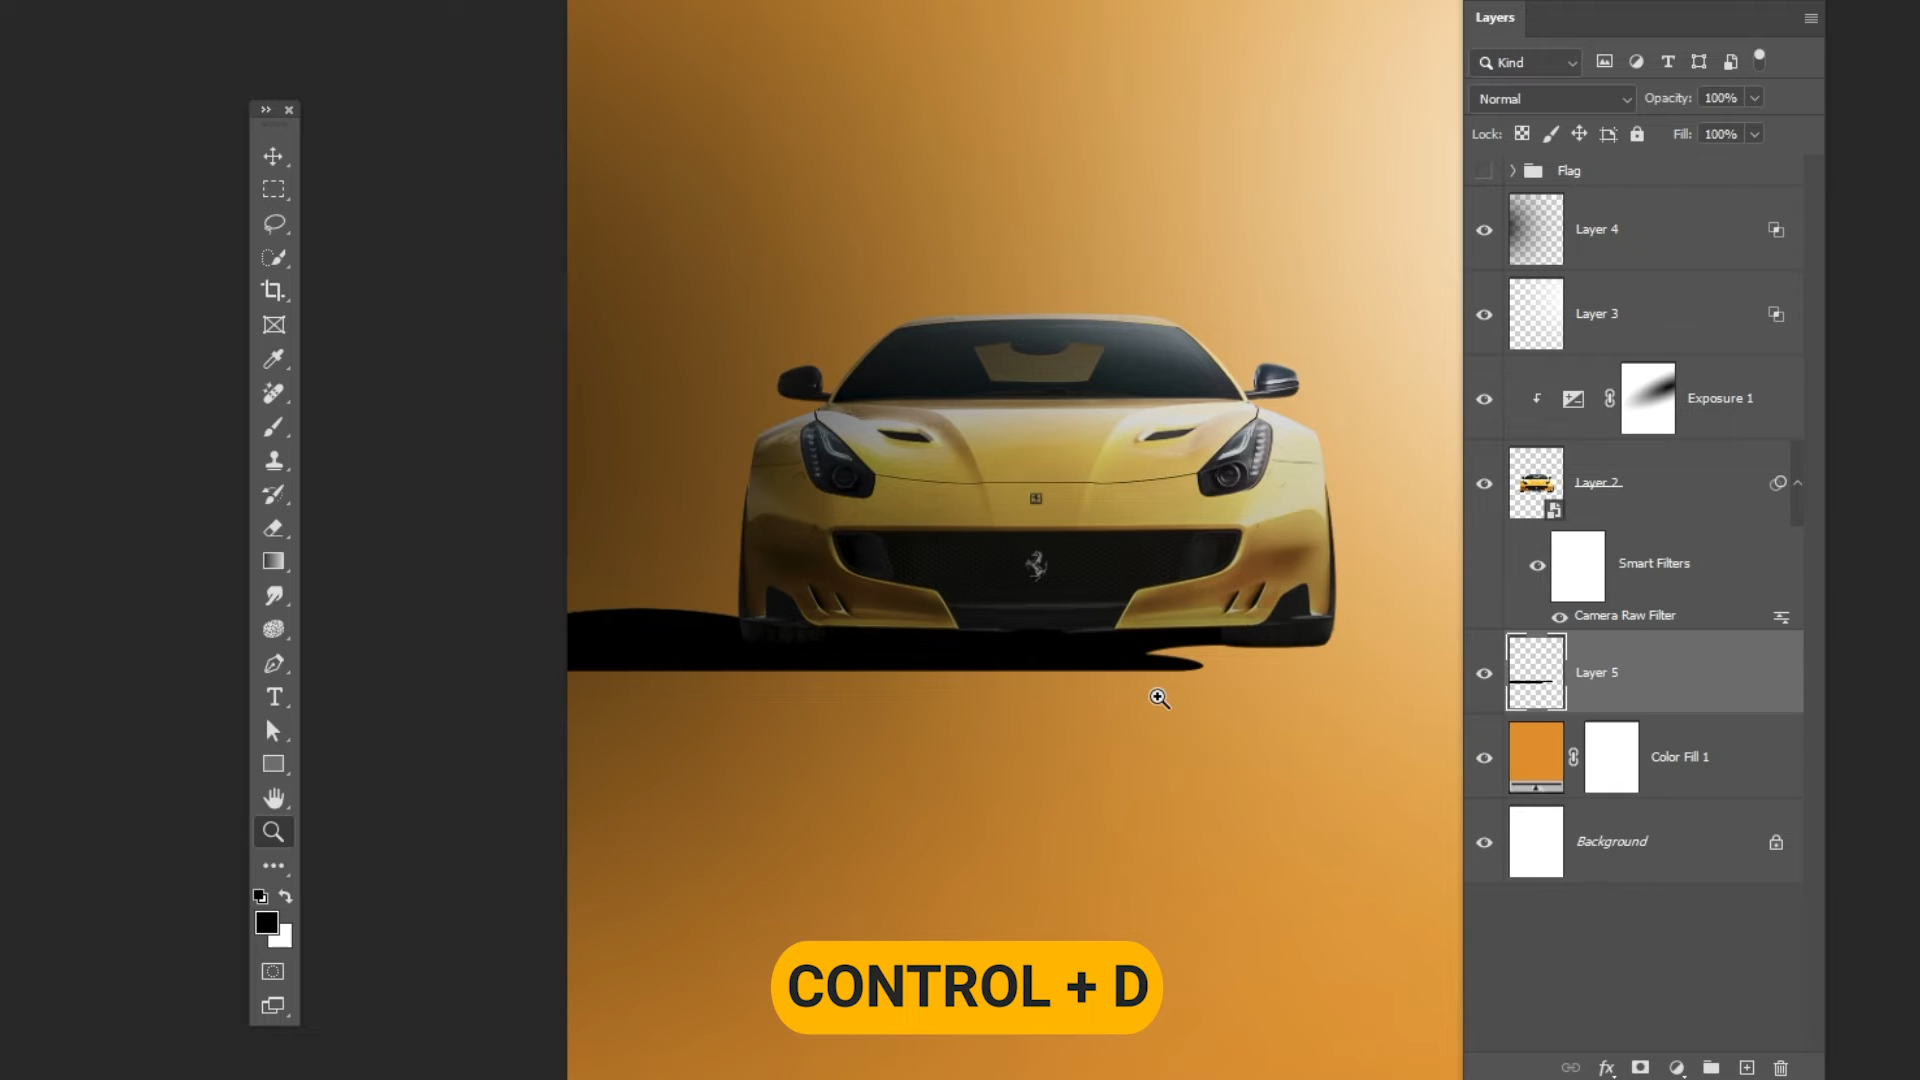 Layers
Kind
Normal
Opacity: 100%
Lock:
Fill: 100%
Flag
Layer 4
Layer 3
Exposure 1
Layer 2
Smart Filters
Camera Raw Filter
Layer 5
Color Fill 1
Background
CONTROL + D